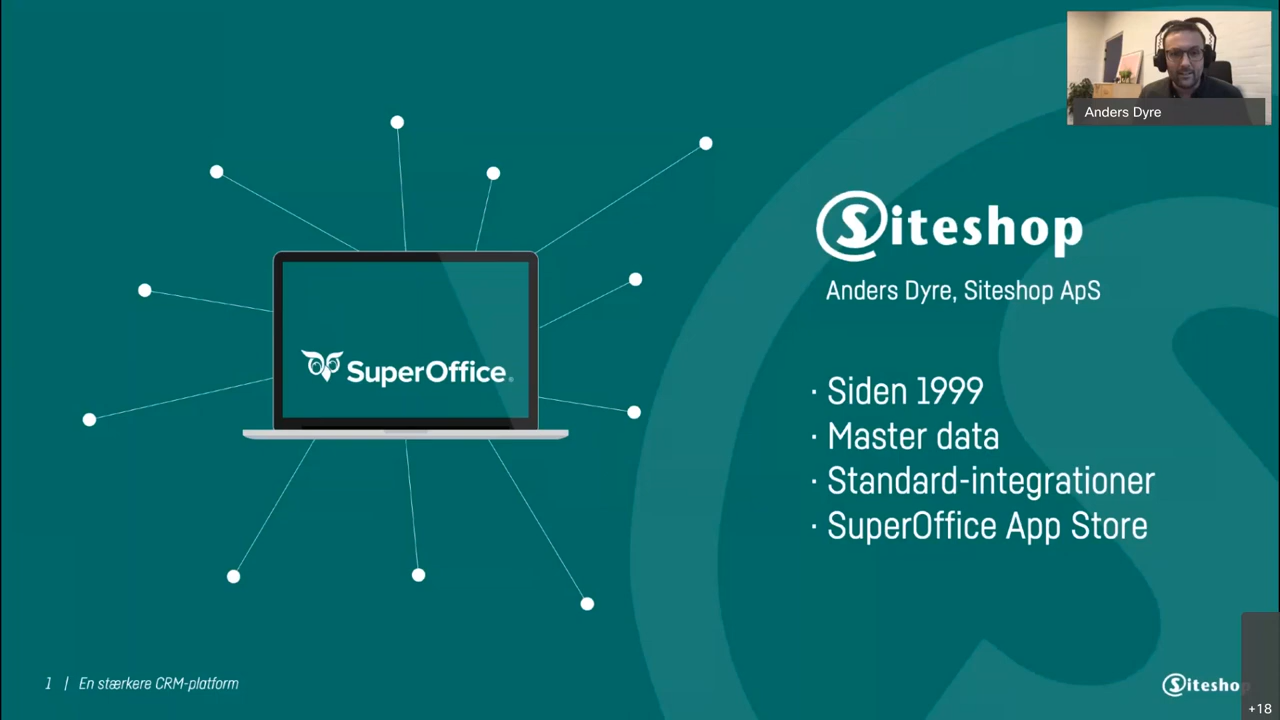 Anders Dyre
Siteshop
Anders Dyre, Siteshop ApS
SuperOffice®
· Siden 1999
· Master data
· Standard-integrationer
· SuperOffice App Store
1 | En stærkere CRM-platform
Siteshop
+18